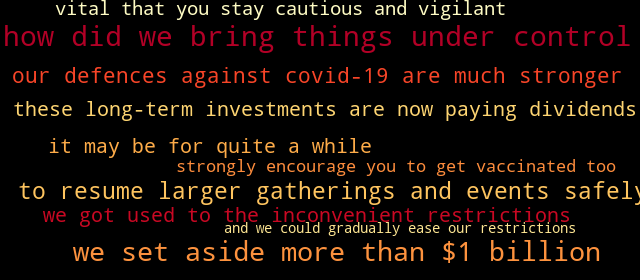 vital that you stay cautious and vigilant
how did we bring things under control
our defences against covid-19 are much stronger
these long-term investments are now paying dividends
it may be for quite a while
strongly encourage you to get vaccinated too
to resume larger gatherings and events safely
we got used to the inconvenient restrictions
and we could gradually ease our restrictions
we set aside more than $1 billion